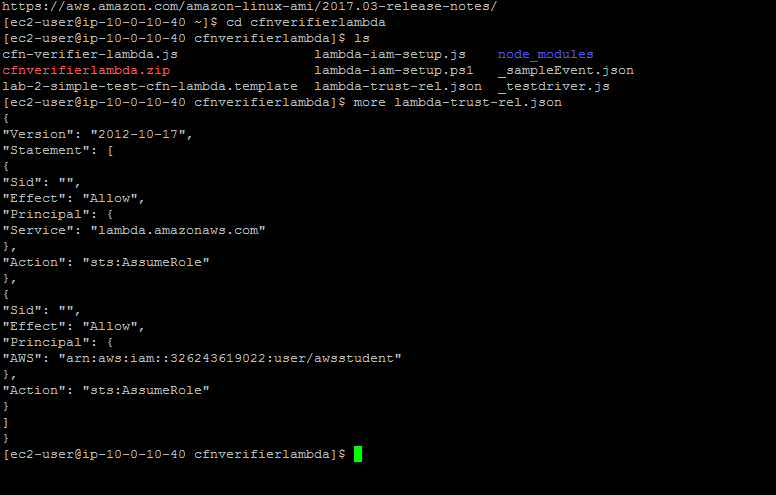 https://aws.amazon.com/amazon-linux-ami/2017.03-release-notes/
[ec2-user@ip-10-0-10-40 ~]$ cd cfnverifierlambda
[ec2-user@ip-10-0-10-40 cfnverifierlambda]$ ls
cfn-verifier-lambda.js lambda-iam-setup.js node_modules
cfnverifierlambda.zip lambda-iam-setup.ps1 _sampleEvent.json
lab-2-simple-test-cfn-lambda.template lambda-trust-rel.json _testdriver.js
[ec2-user@ip-10-0-10-40 cfnverifierlambda]$ more lambda-trust-rel.json
{
"Version": "2012-10-17",
"Statement": [
{
"Sid": "",
"Effect": "Allow",
"Principal": {
"Service": "lambda.amazonaws.com"
},
"Action": "sts:AssumeRole"
},
{
"Sid": "",
"Effect": "Allow",
"Principal": {
"AWS": "arn:aws:iam::326243619022:user/awsstudent"
},
"Action": "sts:AssumeRole"
}
]
}
[ec2-user@ip-10-0-10-40 cfnverifierlambda]$